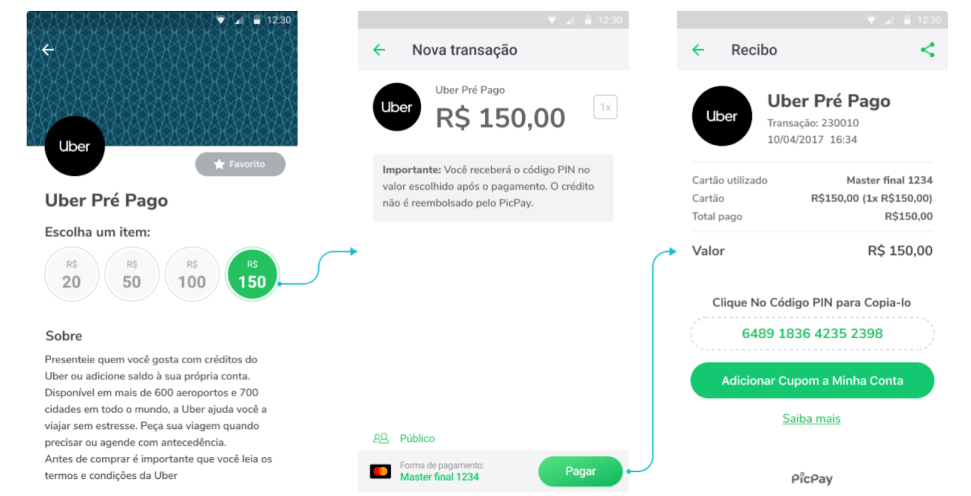 12:30
Uber
Favorito
Uber Pré Pago
Escolha um item:
R$ 20
R$ 50
R$ 100
R$ 150
Sobre
Presenteie quem você gosta com créditos do
Uber ou adicione saldo à sua própria conta.
Disponível em mais de 600 aeroportos e 700
cidades em todo o mundo, a Uber ajuda você a
viajar sem estresse. Peça sua viagem quando
precisar ou agende com antecedência.
Antes de comprar é importante que você leia os
termos e condições da Uber
12:30
Nova transação
Uber
Uber Pré Pago
R$ 150,00
1x
Importante: Você receberá o código PIN no
valor escolhido após o pagamento. O crédito
não é reembolsado pelo PicPay.
Público
Forma de pagamento:
Master final 1234
Pagar
12:30
Recibo
Uber
Uber Pré Pago
Transação: 230010
10/04/2017 16:34
Cartão utilizado Master final 1234
Cartão R$150,00 (1x R$150,00)
Total pago R$150,00
Valor R$ 150,00
Clique No Código PIN para Copia-lo
6489 1836 4235 2398
Adicionar Cupom a Minha Conta
Saiba mais
PicPay